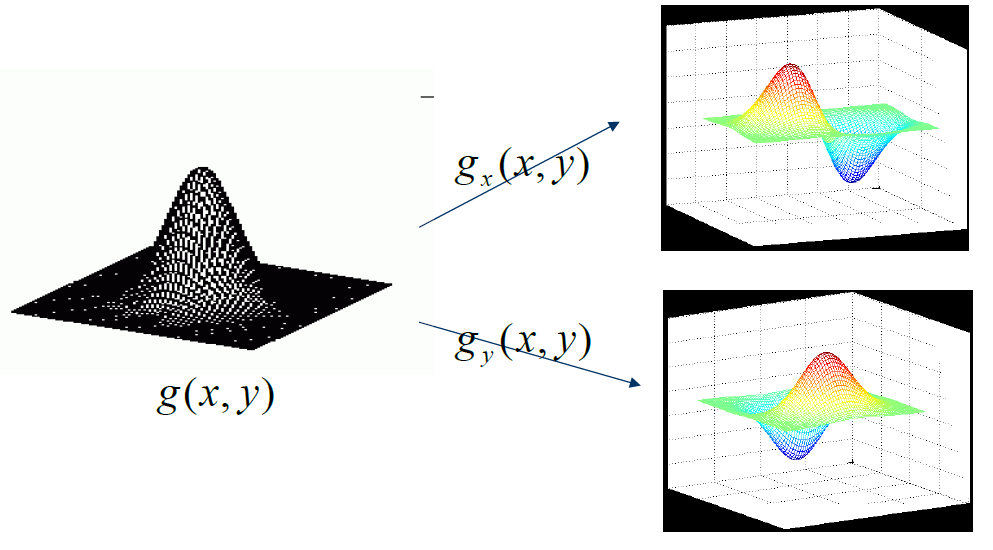 g_x(x, y)
g_y(x, y)
g(x, y)